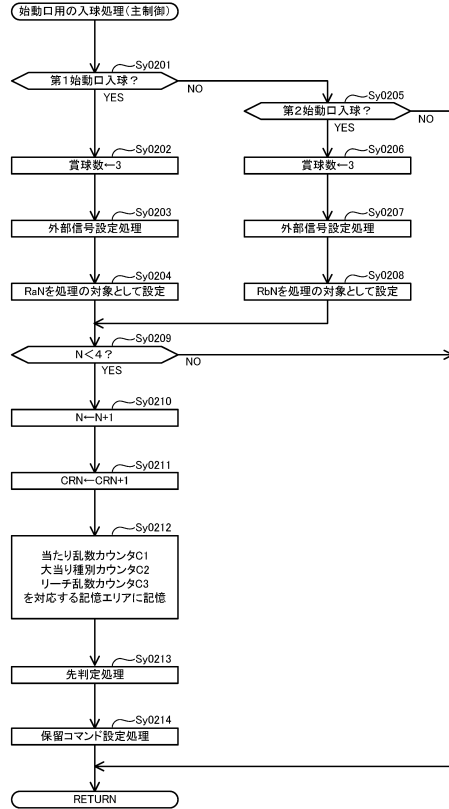 始動口用の入球処理(主制御)
Sy0201
第1始動口入球?
YES
NO
Sy0205
第2始動口入球?
YES
NO
Sy0202
賞球数←3
Sy0206
賞球数←3
Sy0203
外部信号設定処理
Sy0207
外部信号設定処理
Sy0204
RaNを処理の対象として設定
Sy0208
RbNを処理の対象として設定
Sy0209
N<4?
YES
NO
Sy0210
N←N+1
Sy0211
CRN←CRN+1
Sy0212
当たり乱数カウンタC1
大当り種別カウンタC2
リーチ乱数カウンタC3
を対応する記憶エリアに記憶
Sy0213
先判定処理
Sy0214
保留コマンド設定処理
RETURN